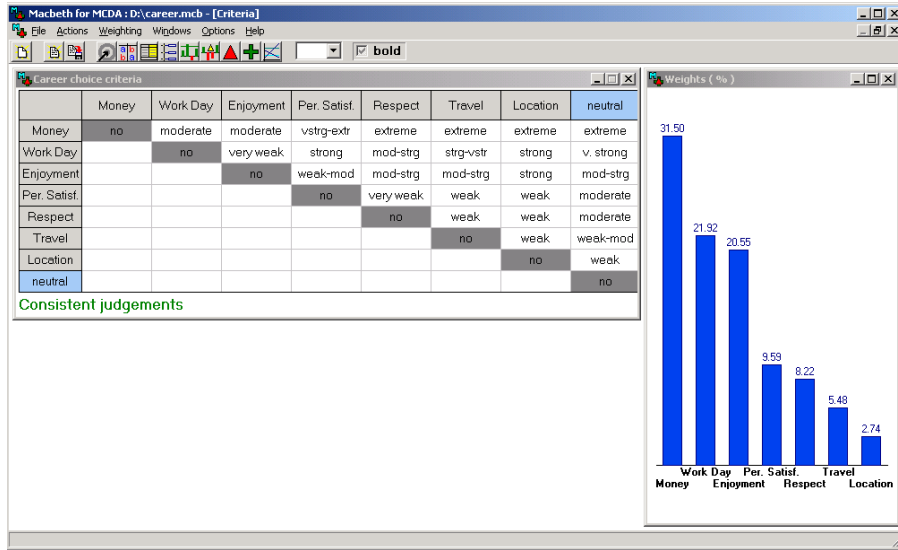 Macbeth for MCDA : D:\career.mcb - [Criteria]
File Actions Weighting Windows Options Help
bold
Career choice criteria
Money Work Day Enjoyment Per. Satisf. Respect Travel Location neutral
Money no moderate moderate vstrg-extr extreme extreme extreme extreme
Work Day no very weak strong mod-strg strg-vstr strong v. strong
Enjoyment no weak-mod mod-strg mod-strg strong mod-strg
Per. Satisf. no very weak weak weak moderate
Respect no weak weak moderate
Travel no weak weak-mod
Location no weak
neutral no
Consistent judgements
Weights ( % )
31.50
21.92
20.55
9.59
8.22
5.48
2.74
Work Day Per. Satisf. Travel
Money Enjoyment Respect Location